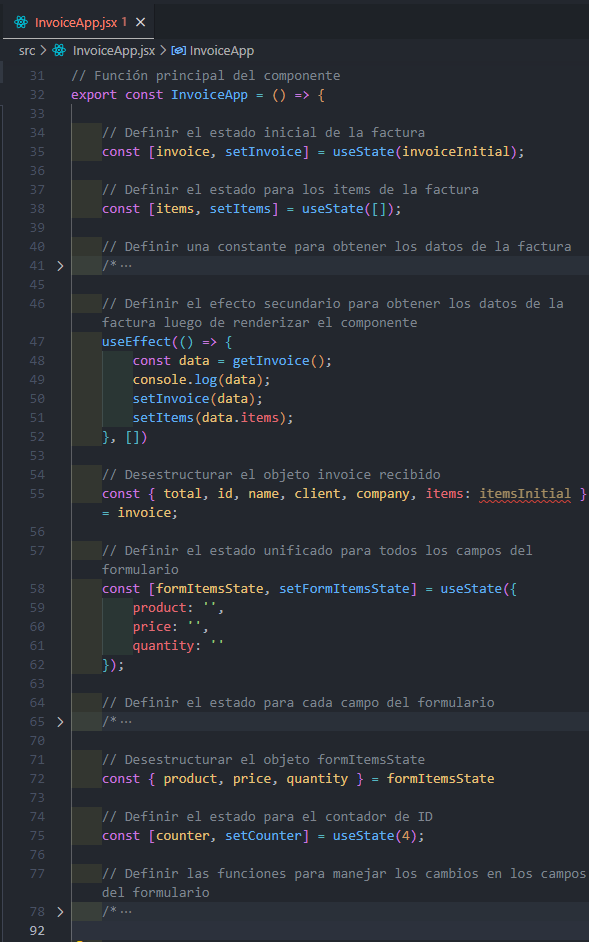 InvoiceApp.jsx 1 ×
src > InvoiceApp.jsx > InvoiceApp
31 // Función principal del componente
32 export const InvoiceApp = () => {
33
34 // Definir el estado inicial de la factura
35 const [invoice, setInvoice] = useState(invoiceInitial);
36
37 // Definir el estado para los items de la factura
38 const [items, setItems] = useState([]);
39
40 // Definir una constante para obtener los datos de la factura
41 > /* ···
45
46 // Definir el efecto secundario para obtener los datos de la
factura luego de renderizar el componente
47 useEffect(() => {
48 const data = getInvoice();
49 console.log(data);
50 setInvoice(data);
51 setItems(data.items);
52 }, [])
53
54 // Desestructurar el objeto invoice recibido
55 const { total, id, name, client, company, items: itemsInitial }
= invoice;
56
57 // Definir el estado unificado para todos los campos del
formulario
58 const [formItemsState, setFormItemsState] = useState({
59 product: '',
60 price: '',
61 quantity: ''
62 });
63
64 // Definir el estado para cada campo del formulario
65 > /* ···
70
71 // Desestructurar el objeto formItemsState
72 const { product, price, quantity } = formItemsState
73
74 // Definir el estado para el contador de ID
75 const [counter, setCounter] = useState(4);
76
77 // Definir las funciones para manejar los cambios en los campos
del formulario
78 > /* ···
92